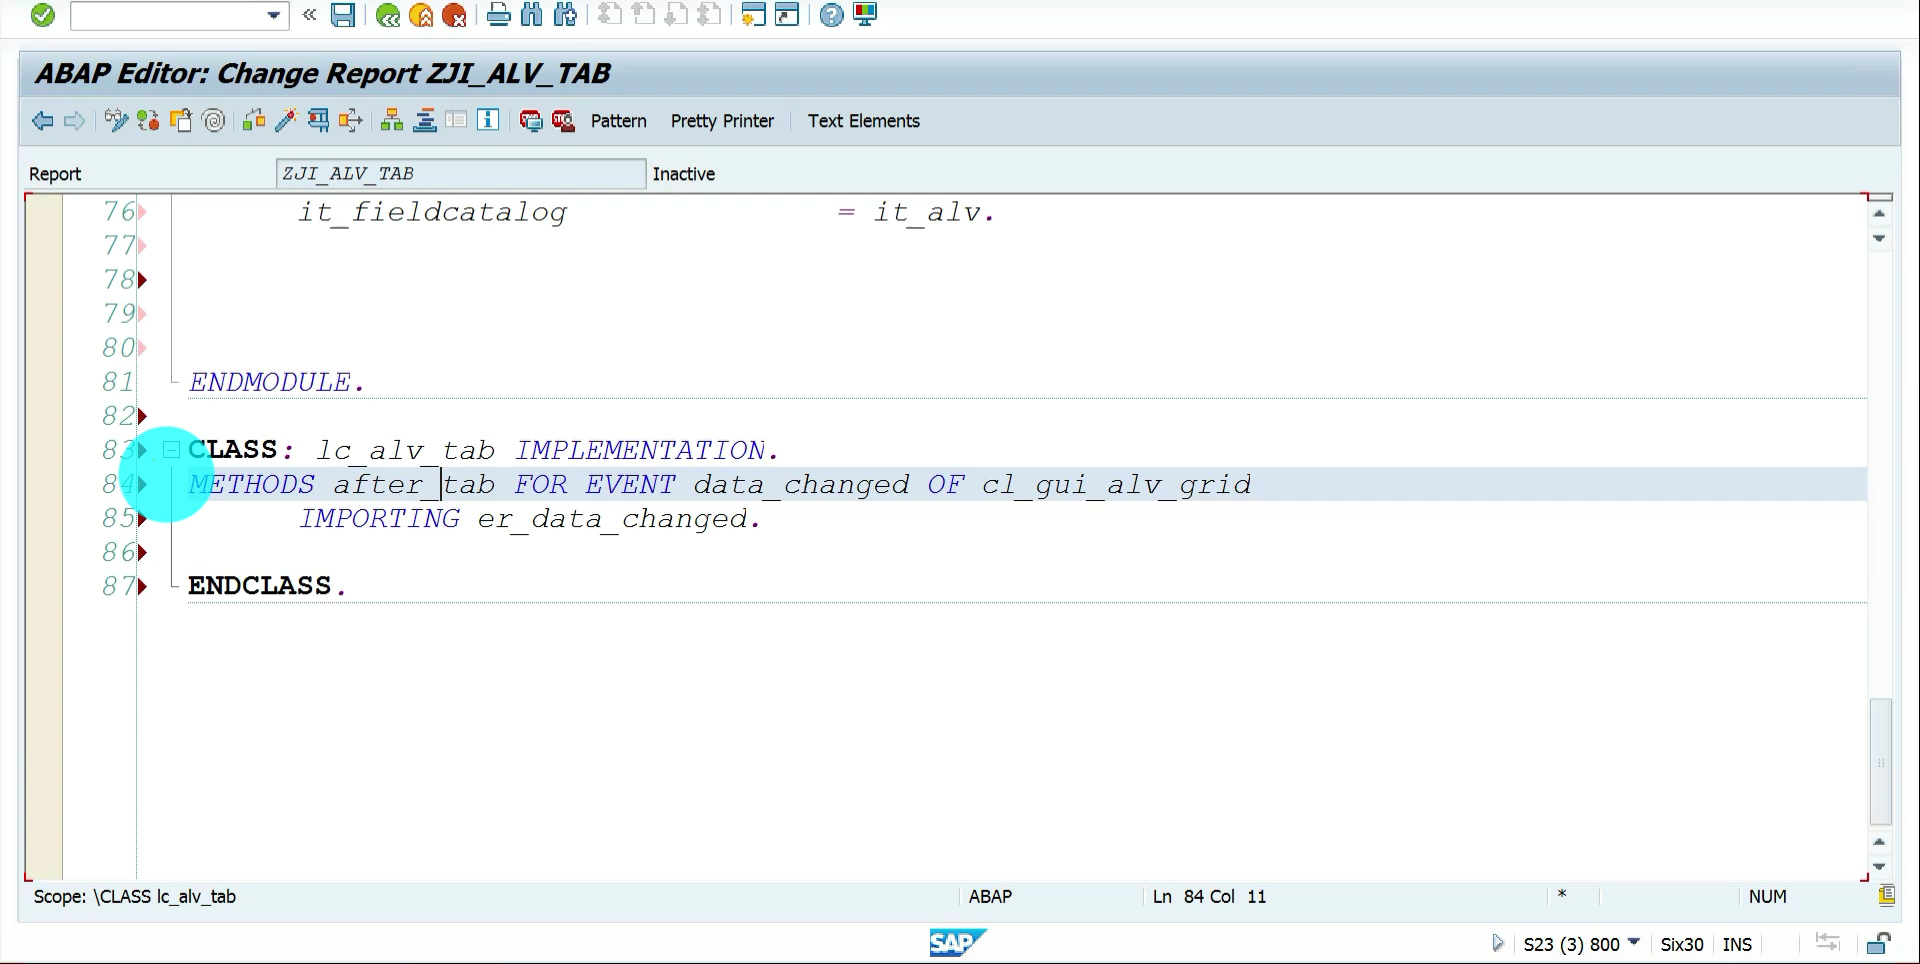 ABAP Editor: Change Report ZJI_ALV_TAB
Pattern Pretty Printer Text Elements
Report ZJI_ALV_TAB Inactive
76 it_fieldcatalog = it_alv.
77
78
79
80
81 ENDMODULE.
82
83 CLASS: lc_alv_tab IMPLEMENTATION.
84 METHODS after_tab FOR EVENT data_changed OF cl_gui_alv_grid
85 IMPORTING er_data_changed.
86
87 ENDCLASS.
Scope: \CLASS lc_alv_tab ABAP Ln 84 Col 11 * NUM
SAP S23 (3) 800 Six30 INS